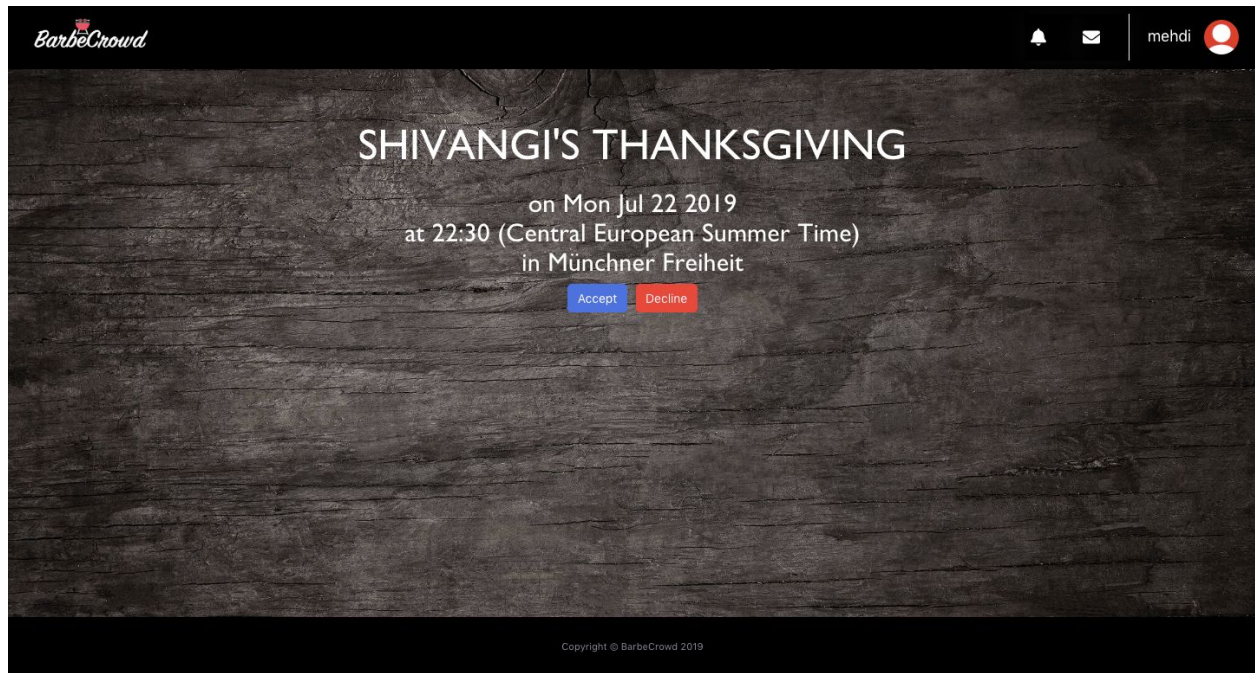 BarbeCrowd
mehdi
SHIVANGI'S THANKSGIVING
on Mon Jul 22 2019
at 22:30 (Central European Summer Time)
in Münchner Freiheit
Accept Decline
Copyright © BarbeCrowd 2019